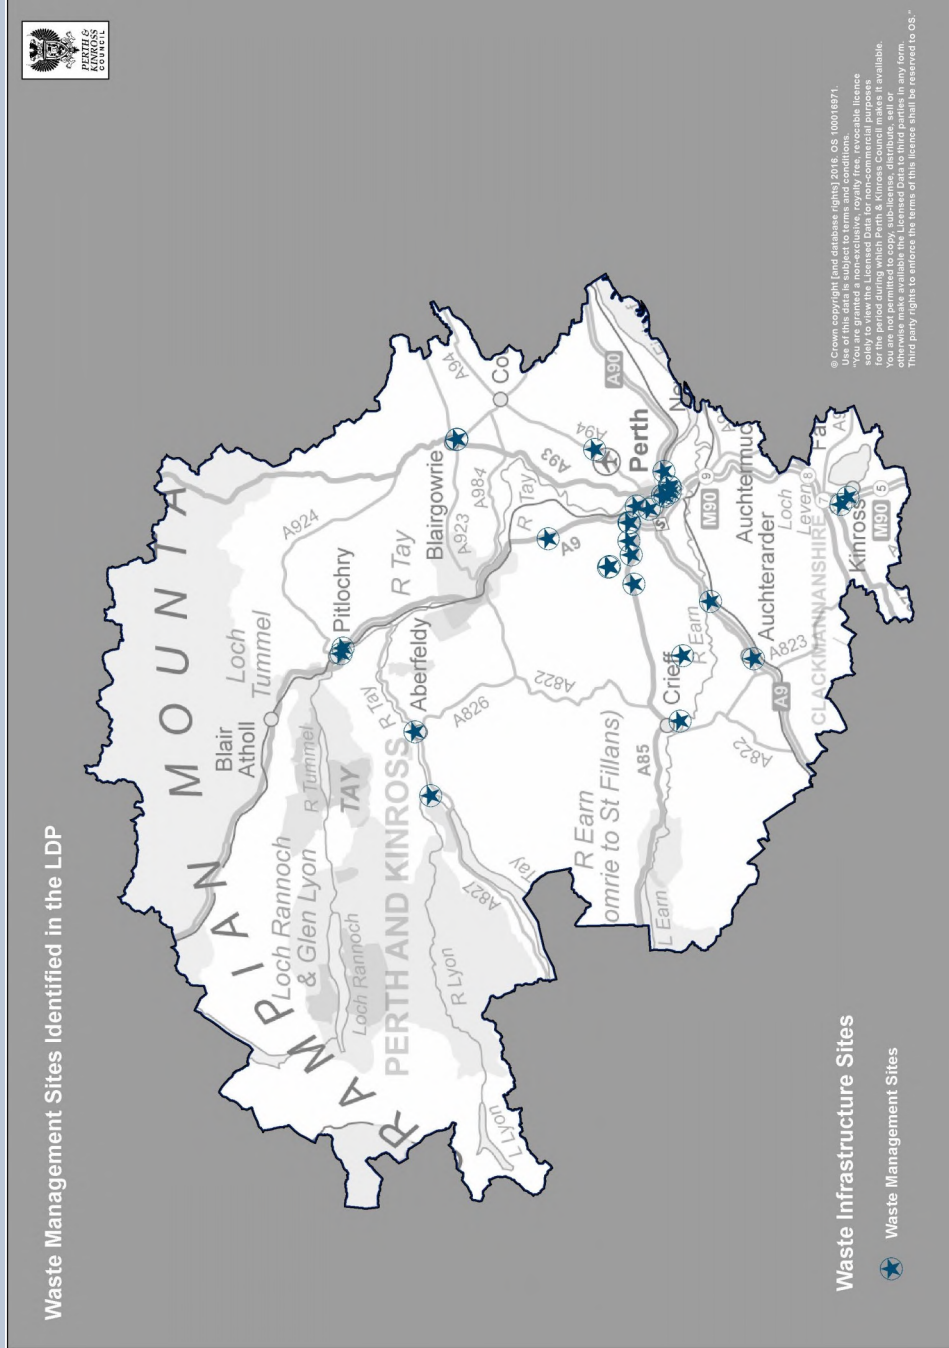 Waste Management Sites Identified in the LDP
PERTH &
KINROSS
COUNCIL
MOUNTA
RAMPIAN
Loch
Tummel
Blair
Atholl
Pitlochry
A924
R Tay
Blairgowrie
A923
A984
A94
Co
R Tay
A93
A94
A90
Perth
A9
R Tummel
TAY
Loch Rannoch
& Glen Lyon
Loch Rannoch
PERTH AND KINROSS
R Tay
Aberfeldy
A826
A822
A827
Tay
R Lyon
L Lyon
R Earn
omrie to St Fillans)
A85
L Earn
Crieff
R Earn
A822
A9
A823
Auchterarder
Auchtermuc
M90
9
Loch
Leven
8
7
CLACKMANNANSHIRE
Kinross
M90
5
Fa
A9
Waste Infrastructure Sites
Waste Management Sites
© Crown copyright [and database rights] 2016. OS 100016971.
Use of this data is subject to terms and conditions.
"You are granted a non-exclusive, royalty free, revocable licence
solely to view the Licensed Data for non-commercial purposes
for the period during which Perth & Kinross Council makes it available.
You are not permitted to copy, sub-license, distribute, sell or
otherwise make available the Licensed Data to third parties in any form.
Third party rights to enforce the terms of this licence shall be reserved to OS."